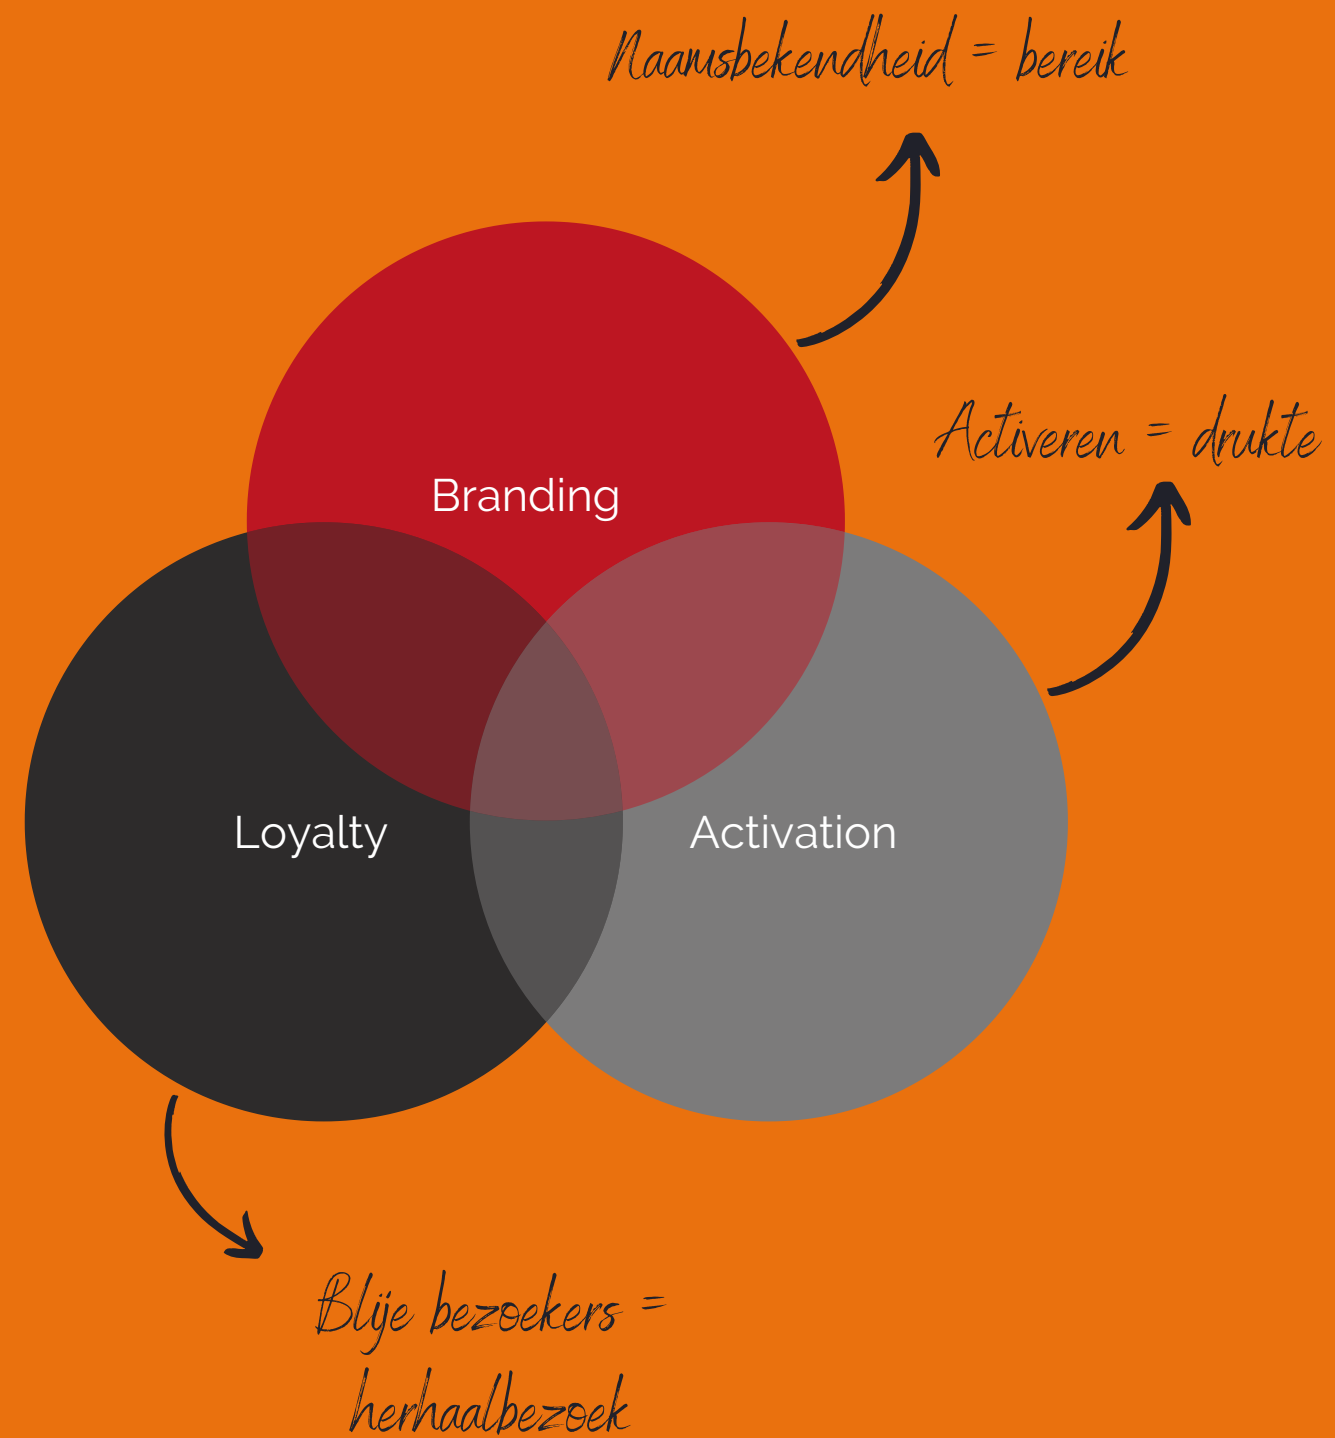 Naamsbekendheid = bereik
Activeren = drukte
Branding
Loyalty
Activation
Blije bezoekers =
herhaalbezoek